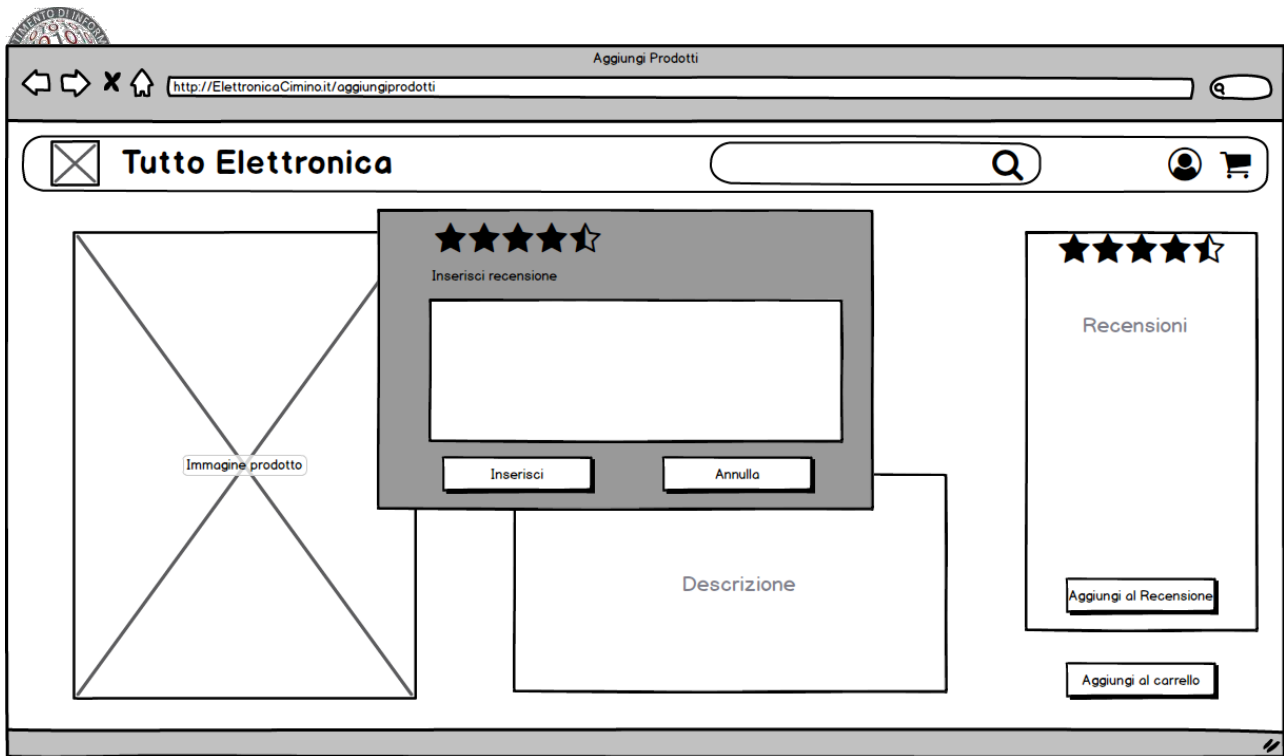 Aggiungi Prodotti
http://ElettronicaCimino.it/aggiungiprodotti
Tutto Elettronica
Inserisci recensione
Recensioni
Immagine prodotto
Inserisci
Annulla
Descrizione
Aggiungi al Recensione
Aggiungi al carrello